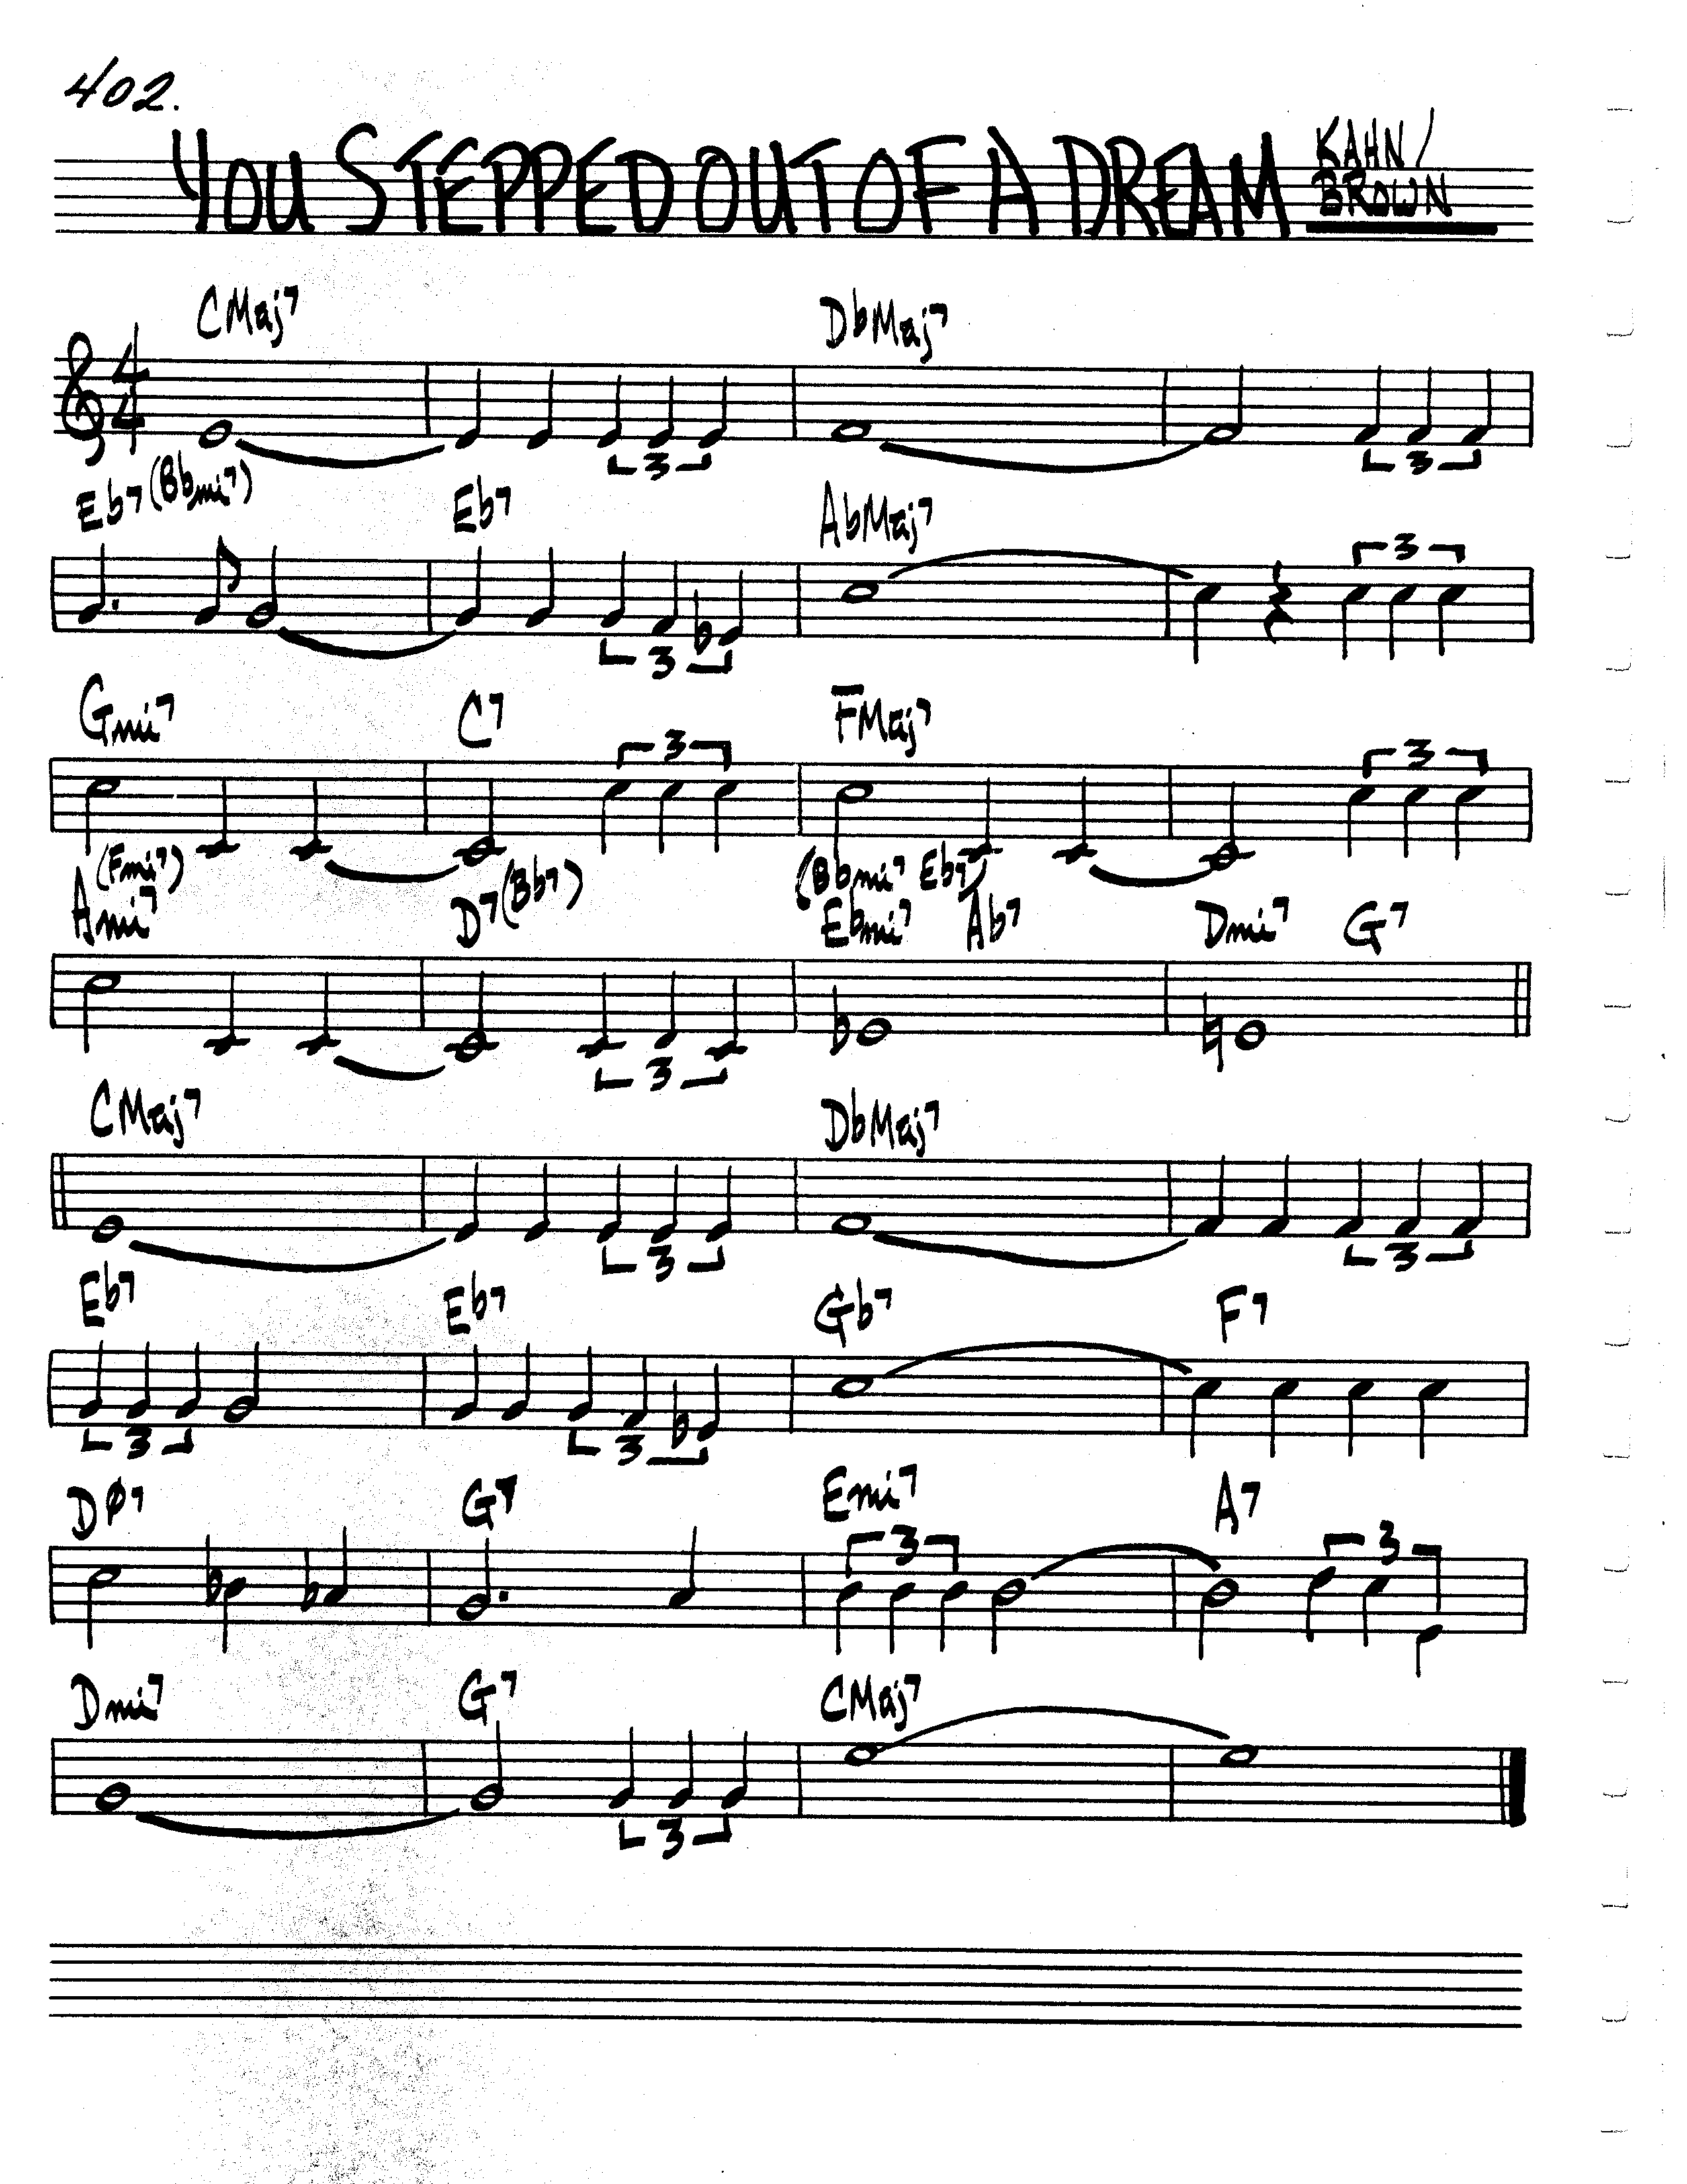 402.
YOU STEPPED OUT OF A DREAM KAHN/
BROWN
CMaj7 DbMaj7
4
4
3 3
Eb7 (Bbmi7) Eb7 AbMaj7
3
3
Gmi7 C7 FMaj7
3 3
(Fmi7) (Bb7) (Bbmi7 Eb7)
Ami7 D7 Ebmi7 Ab7 Dmi7 G7
3
CMaj7 DbMaj7
3 3
Eb7 Eb7 Gb7 F7
3 3
Dø7 G7 Emi7 A7
3 3
Dmi7 G7 CMaj7
3